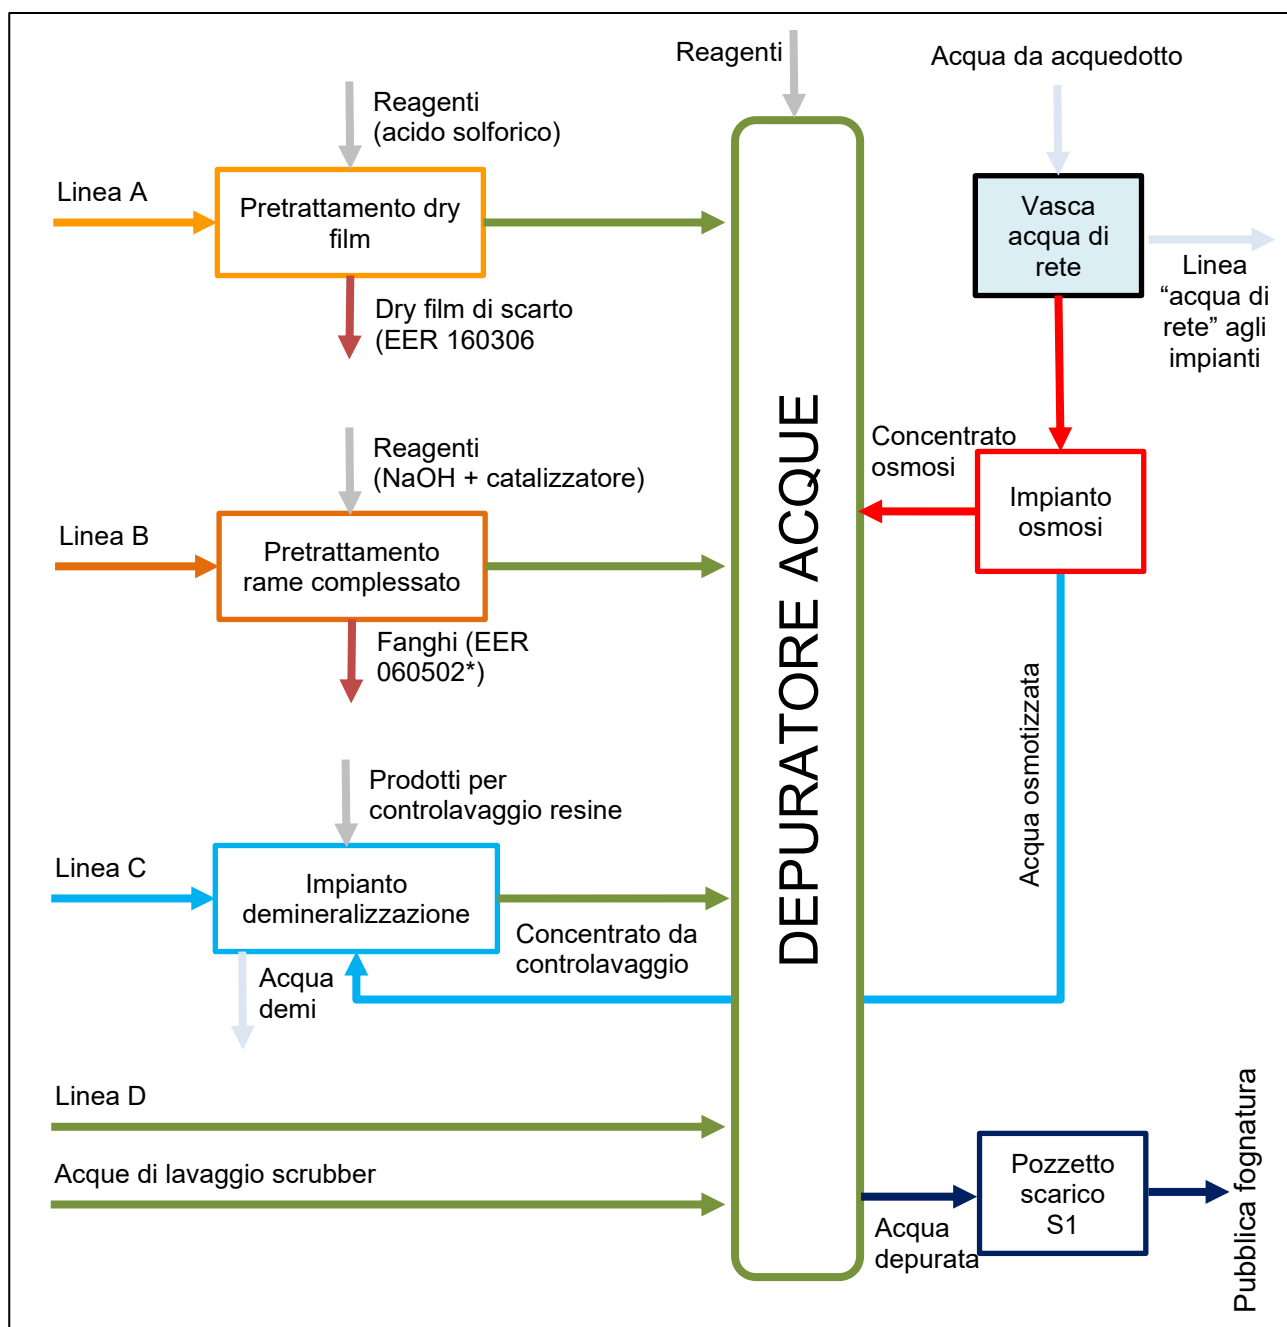 Reagenti
Acqua da acquedotto
Reagenti
(acido solforico)
Linea A
Pretrattamento dry
film
Vasca
acqua di
rete
Linea
“acqua di
rete” agli
impianti
Dry film di scarto
(EER 160306
Reagenti
(NaOH + catalizzatore)
Linea B
Pretrattamento
rame complessato
Concentrato
osmosi
Impianto
osmosi
Fanghi (EER
060502*)
DEPURATORE ACQUE
Acqua osmotizzata
Prodotti per
controlavaggio resine
Linea C
Impianto
demineralizzazione
Concentrato da
controlavaggio
Acqua
demi
Linea D
Acque di lavaggio scrubber
Acqua
depurata
Pozzetto
scarico
S1
Pubblica fognatura